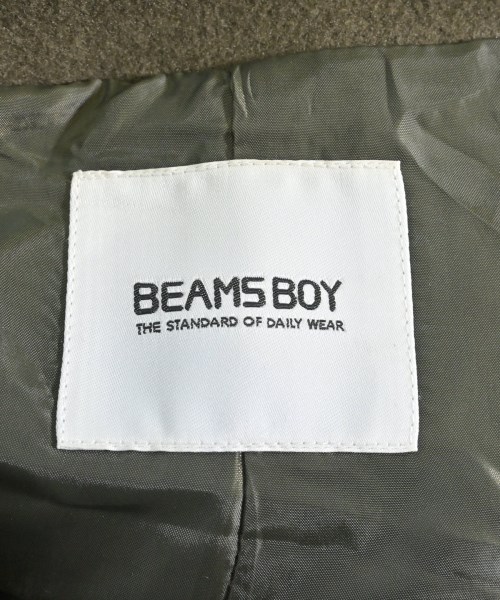 BEAMS BOY
THE STANDARD OF DAILY WEAR